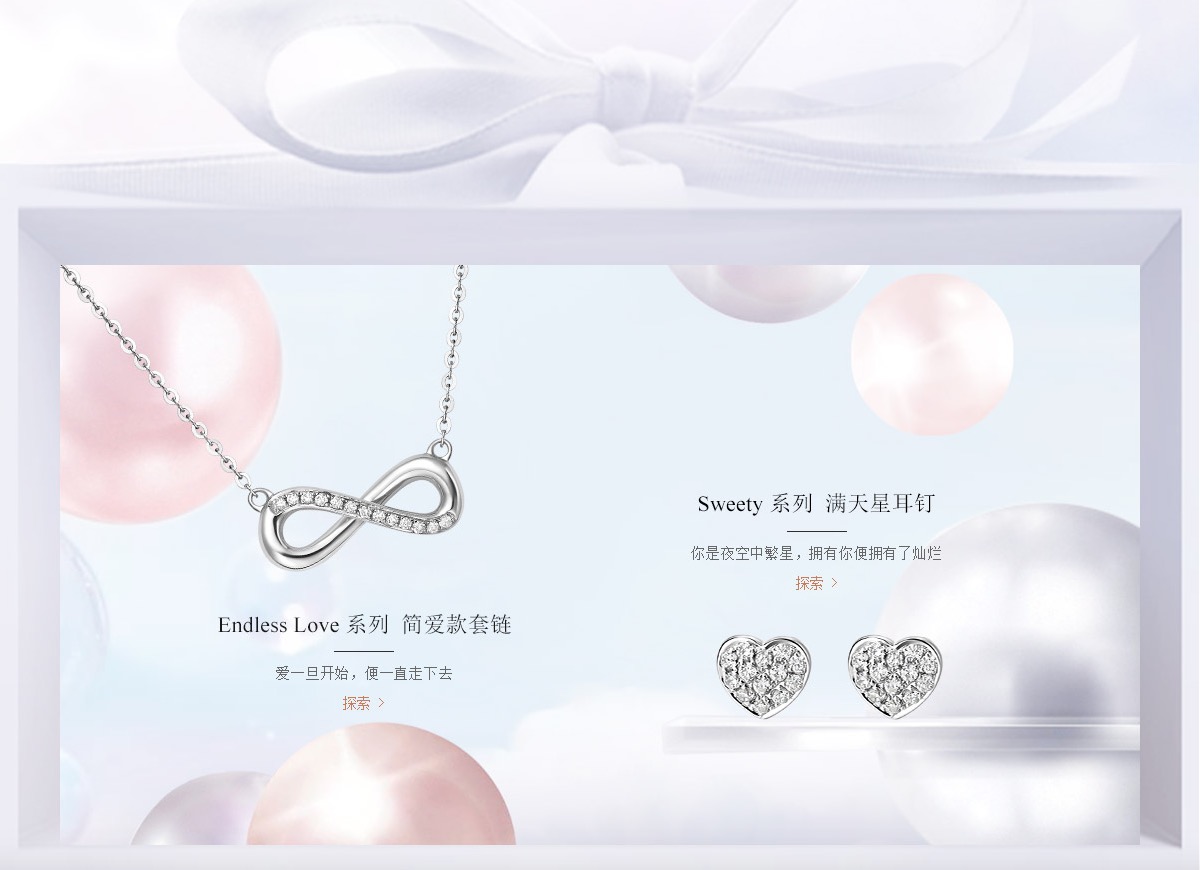 Endless Love 系列 简爱款套链
爱一旦开始，便一直走下去
探索 >
Sweety 系列 满天星耳钉
你是夜空中繁星，拥有你便拥有了灿烂
探索 >